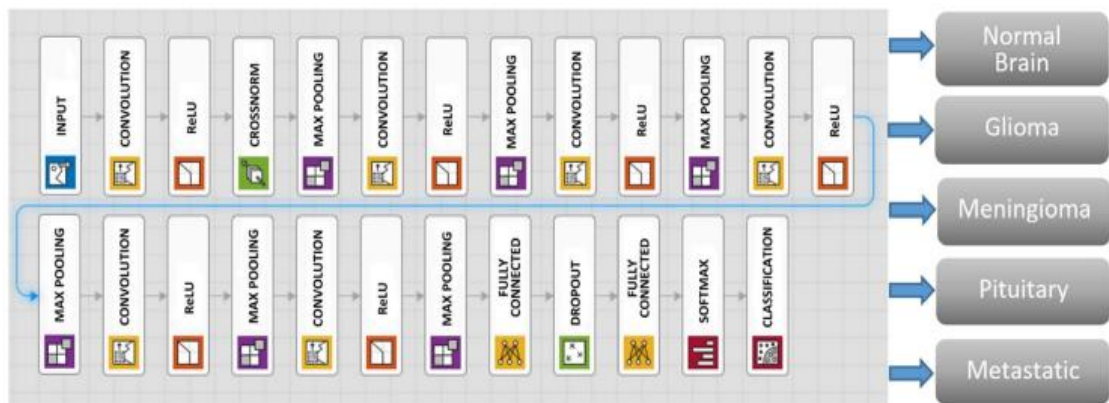 INPUT
CONVOLUTION
ReLU
CROSSNORM
MAX POOLING
CONVOLUTION
ReLU
MAX POOLING
CONVOLUTION
ReLU
MAX POOLING
CONVOLUTION
ReLU
MAX POOLING
CONVOLUTION
ReLU
MAX POOLING
CONVOLUTION
ReLU
MAX POOLING
FULLY
CONNECTED
DROPOUT
FULLY
CONNECTED
SOFTMAX
CLASSIFICATION
Normal
Brain
Glioma
Meningioma
Pituitary
Metastatic